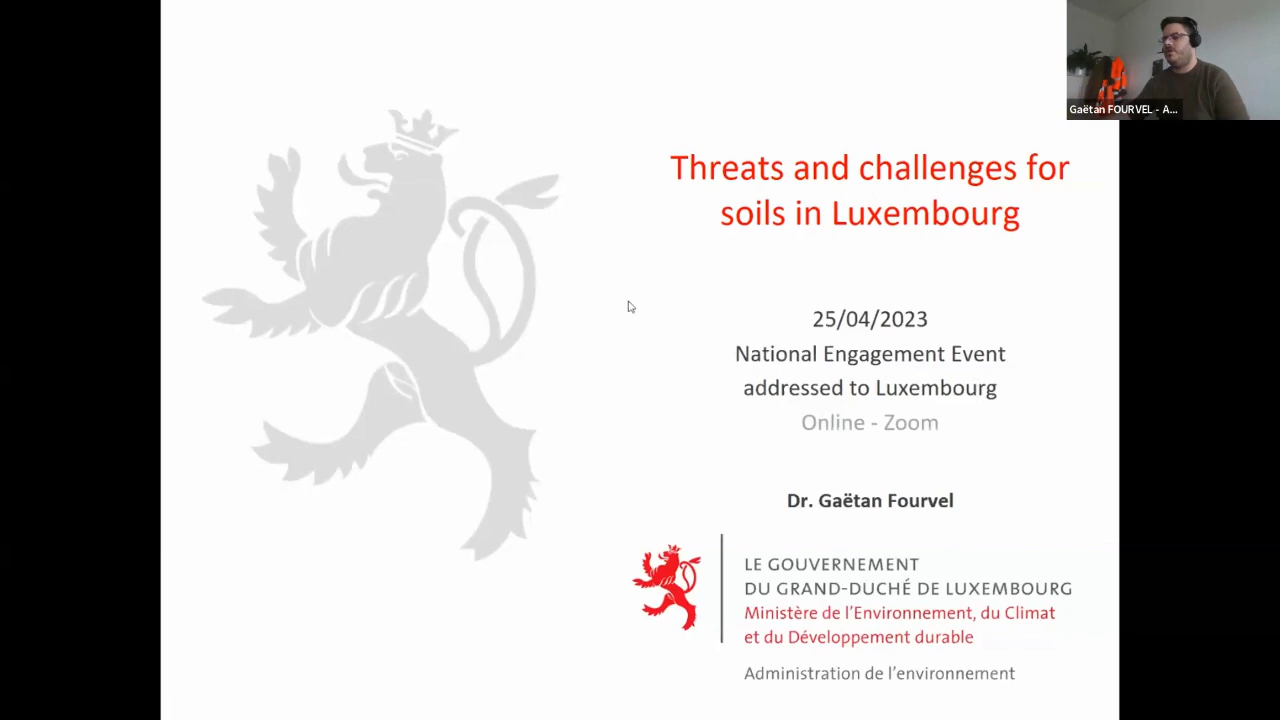 Gaëtan FOURVEL - A...
Threats and challenges for
soils in Luxembourg
25/04/2023
National Engagement Event
addressed to Luxembourg
Online - Zoom
Dr. Gaëtan Fourvel
LE GOUVERNEMENT
DU GRAND-DUCHÉ DE LUXEMBOURG
Ministère de l'Environnement, du Climat
et du Développement durable
Administration de l'environnement